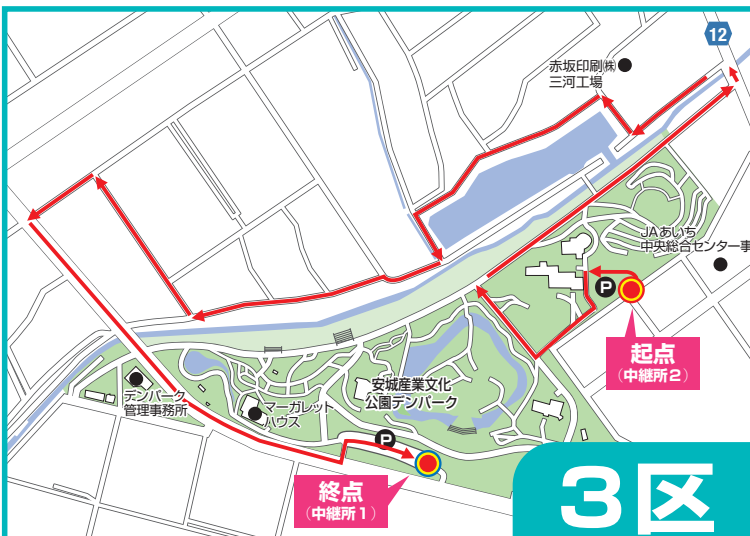 12
赤坂印刷㈱
三河工場
JAあいち
中央総合センター事
P
起点
(中継所2)
安城産業文化
公園デンパーク
デンパーク
管理事務所
マーガレット
ハウス
P
終点
(中継所1)
3区